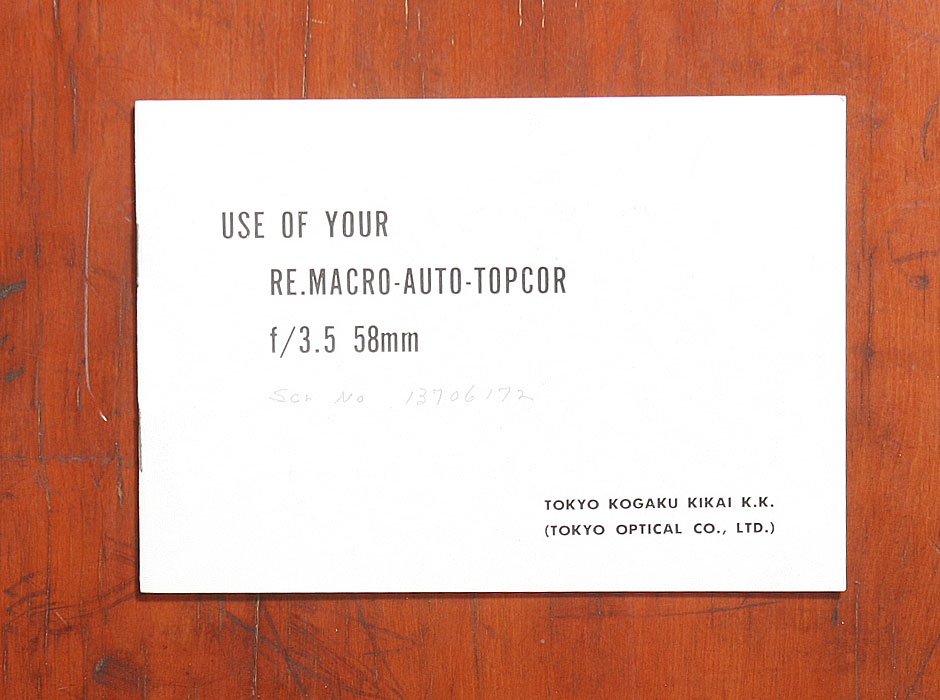 USE OF YOUR
RE.MACRO-AUTO-TOPCOR
f/3.5 58mm
Ser No 13706172
TOKYO KOGAKU KIKAI K.K.
(TOKYO OPTICAL CO., LTD.)